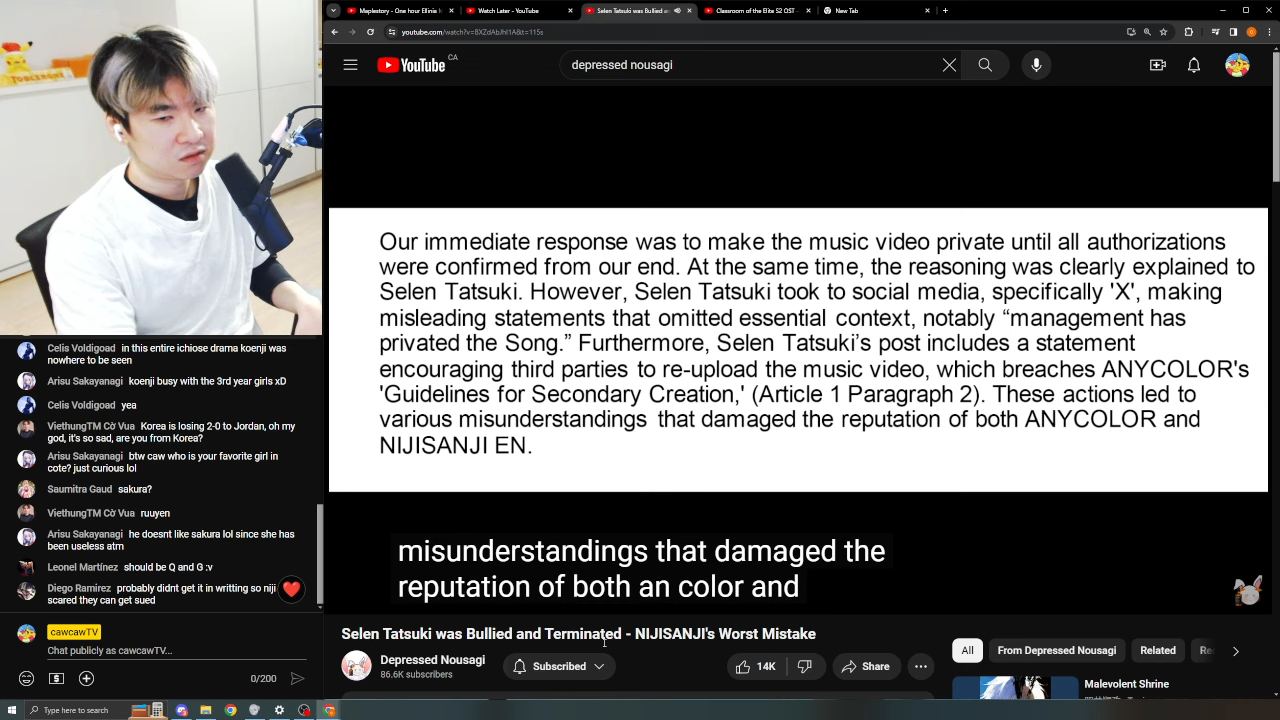 Maplestory - One hour Ellinia
Watch Later - YouTube
Selen Tatsuki was Bullied an
Classroom of the Elite S2 OST -
New Tab
youtube.com/watch?v=8XZdAbJhI1A&t=115s
YouTube CA
depressed nousagi
Our immediate response was to make the music video private until all authorizations
were confirmed from our end. At the same time, the reasoning was clearly explained to
Selen Tatsuki. However, Selen Tatsuki took to social media, specifically 'X', making
misleading statements that omitted essential context, notably “management has
privated the Song.” Furthermore, Selen Tatsuki’s post includes a statement
encouraging third parties to re-upload the music video, which breaches ANYCOLOR's
'Guidelines for Secondary Creation,' (Article 1 Paragraph 2). These actions led to
various misunderstandings that damaged the reputation of both ANYCOLOR and
NIJISANJI EN.
misunderstandings that damaged the
reputation of both an color and
Selen Tatsuki was Bullied and Terminated - NIJISANJI's Worst Mistake
Depressed Nousagi
86.6K subscribers
Subscribed
14K
Share
All
From Depressed Nousagi
Related
Malevolent Shrine
Celis Voldigoad in this entire ichiose drama koenji was
nowhere to be seen
Arisu Sakayanagi koenji busy with the 3rd year girls xD
Celis Voldigoad yea
ViethungTM Cờ Vua Korea is losing 2-0 to Jordan, oh my
god, it's so sad, are you from Korea?
Arisu Sakayanagi btw caw who is your favorite girl in
cote? just curious lol
Saumitra Gaud sakura?
ViethungTM Cờ Vua ruuyen
Arisu Sakayanagi he doesnt like sakura lol since she has
been useless atm
Leonel Martínez should be Q and G :v
Diego Ramirez probably didnt get it in writting so niji
scared they can get sued
cawcawTV
Chat publicly as cawcawTV...
0/200
Type here to search